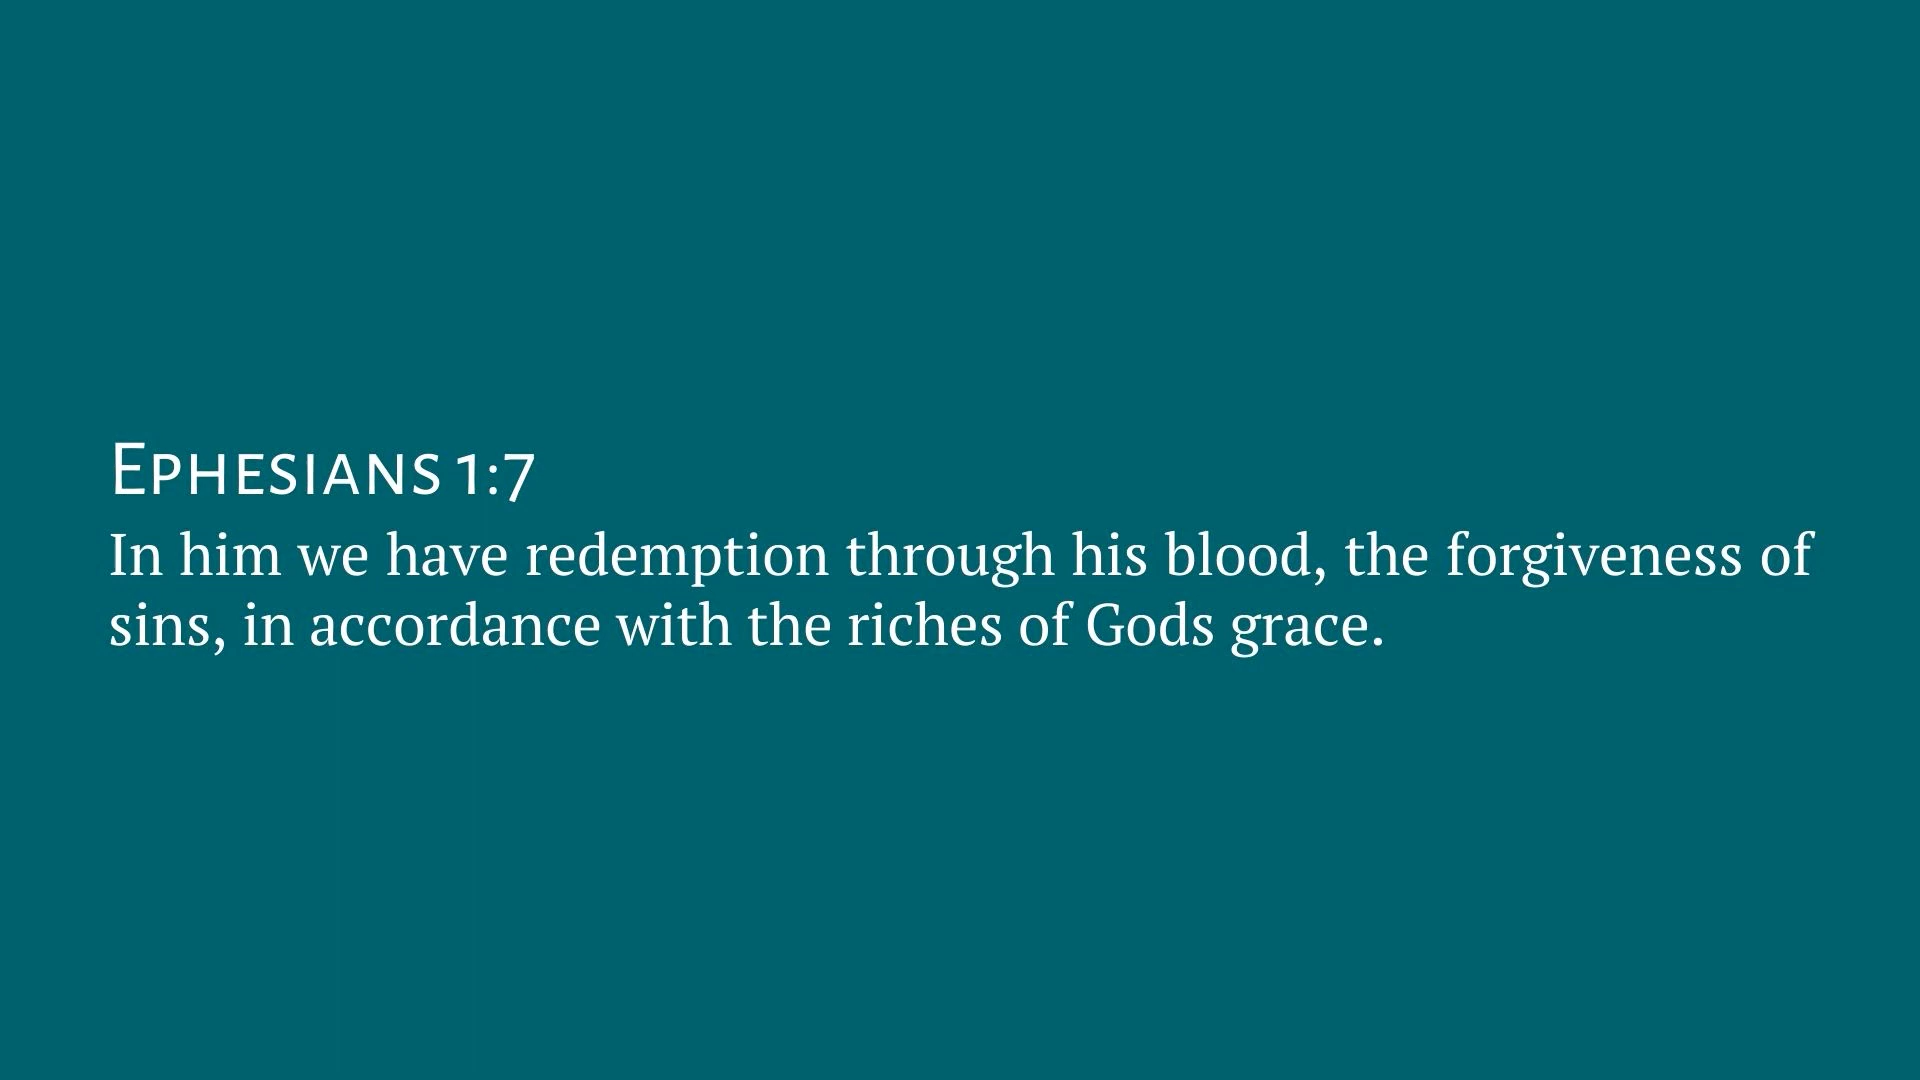 Ephesians 1:7
In him we have redemption through his blood, the forgiveness of
sins, in accordance with the riches of Gods grace.